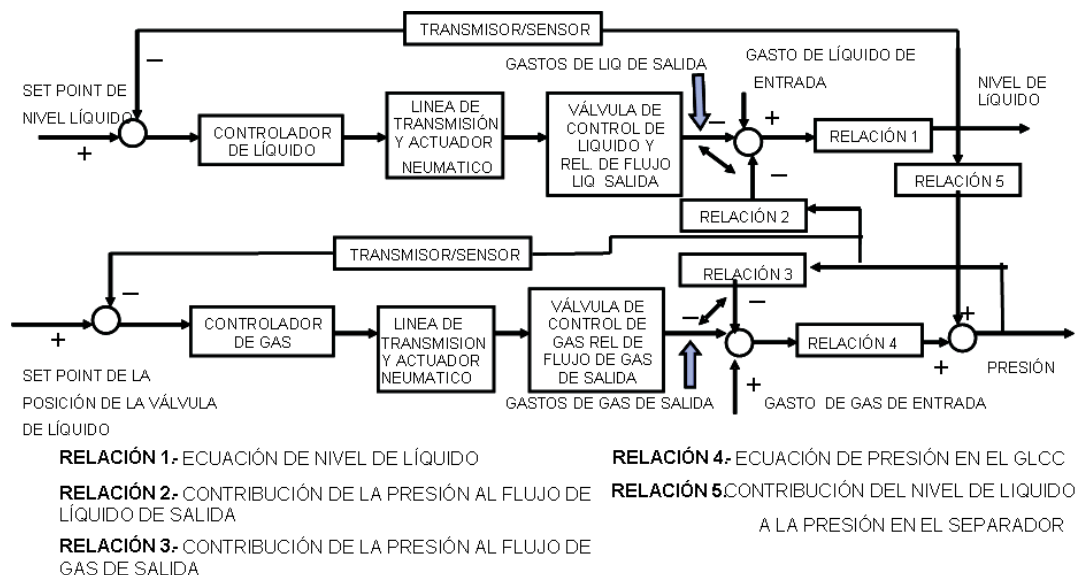 TRANSMISOR/SENSOR
SET POINT DE
NIVEL LÍQUIDO
−
+
CONTROLADOR
DE LÍQUIDO
LINEA DE
TRANSMISIÓN
Y ACTUADOR
NEUMATICO
VÁLVULA DE
CONTROL DE
LIQUIDO Y
REL. DE FLUJO
LIQ SALIDA
GASTOS DE LIQ DE SALIDA
−
GASTO DE LÍQUIDO DE
ENTRADA
+
−
RELACIÓN 1
NIVEL DE
LíQUIDO
RELACIÓN 5
RELACIÓN 2
TRANSMISOR/SENSOR
RELACIÓN 3
−
+
SET POINT DE LA
POSICIÓN DE LA VÁLVULA
DE LÍQUIDO
CONTROLADOR
DE GAS
LINEA DE
TRANSMISION
Y ACTUADOR
NEUMATICO
VÁLVULA DE
CONTROL DE
GAS REL DE
FLUJO DE GAS
DE SALIDA
−
−
GASTOS DE GAS DE SALIDA
+
GASTO DE GAS DE ENTRADA
RELACIÓN 4
+
+
PRESIÓN
RELACIÓN 1.- ECUACIÓN DE NIVEL DE LÍQUIDO
RELACIÓN 2.- CONTRIBUCIÓN DE LA PRESIÓN AL FLUJO DE
LÍQUIDO DE SALIDA
RELACIÓN 3.- CONTRIBUCIÓN DE LA PRESIÓN AL FLUJO DE
GAS DE SALIDA
RELACIÓN 4.- ECUACIÓN DE PRESIÓN EN EL GLCC
RELACIÓN 5.CONTRIBUCIÓN DEL NIVEL DE LIQUIDO
A LA PRESIÓN EN EL SEPARADOR